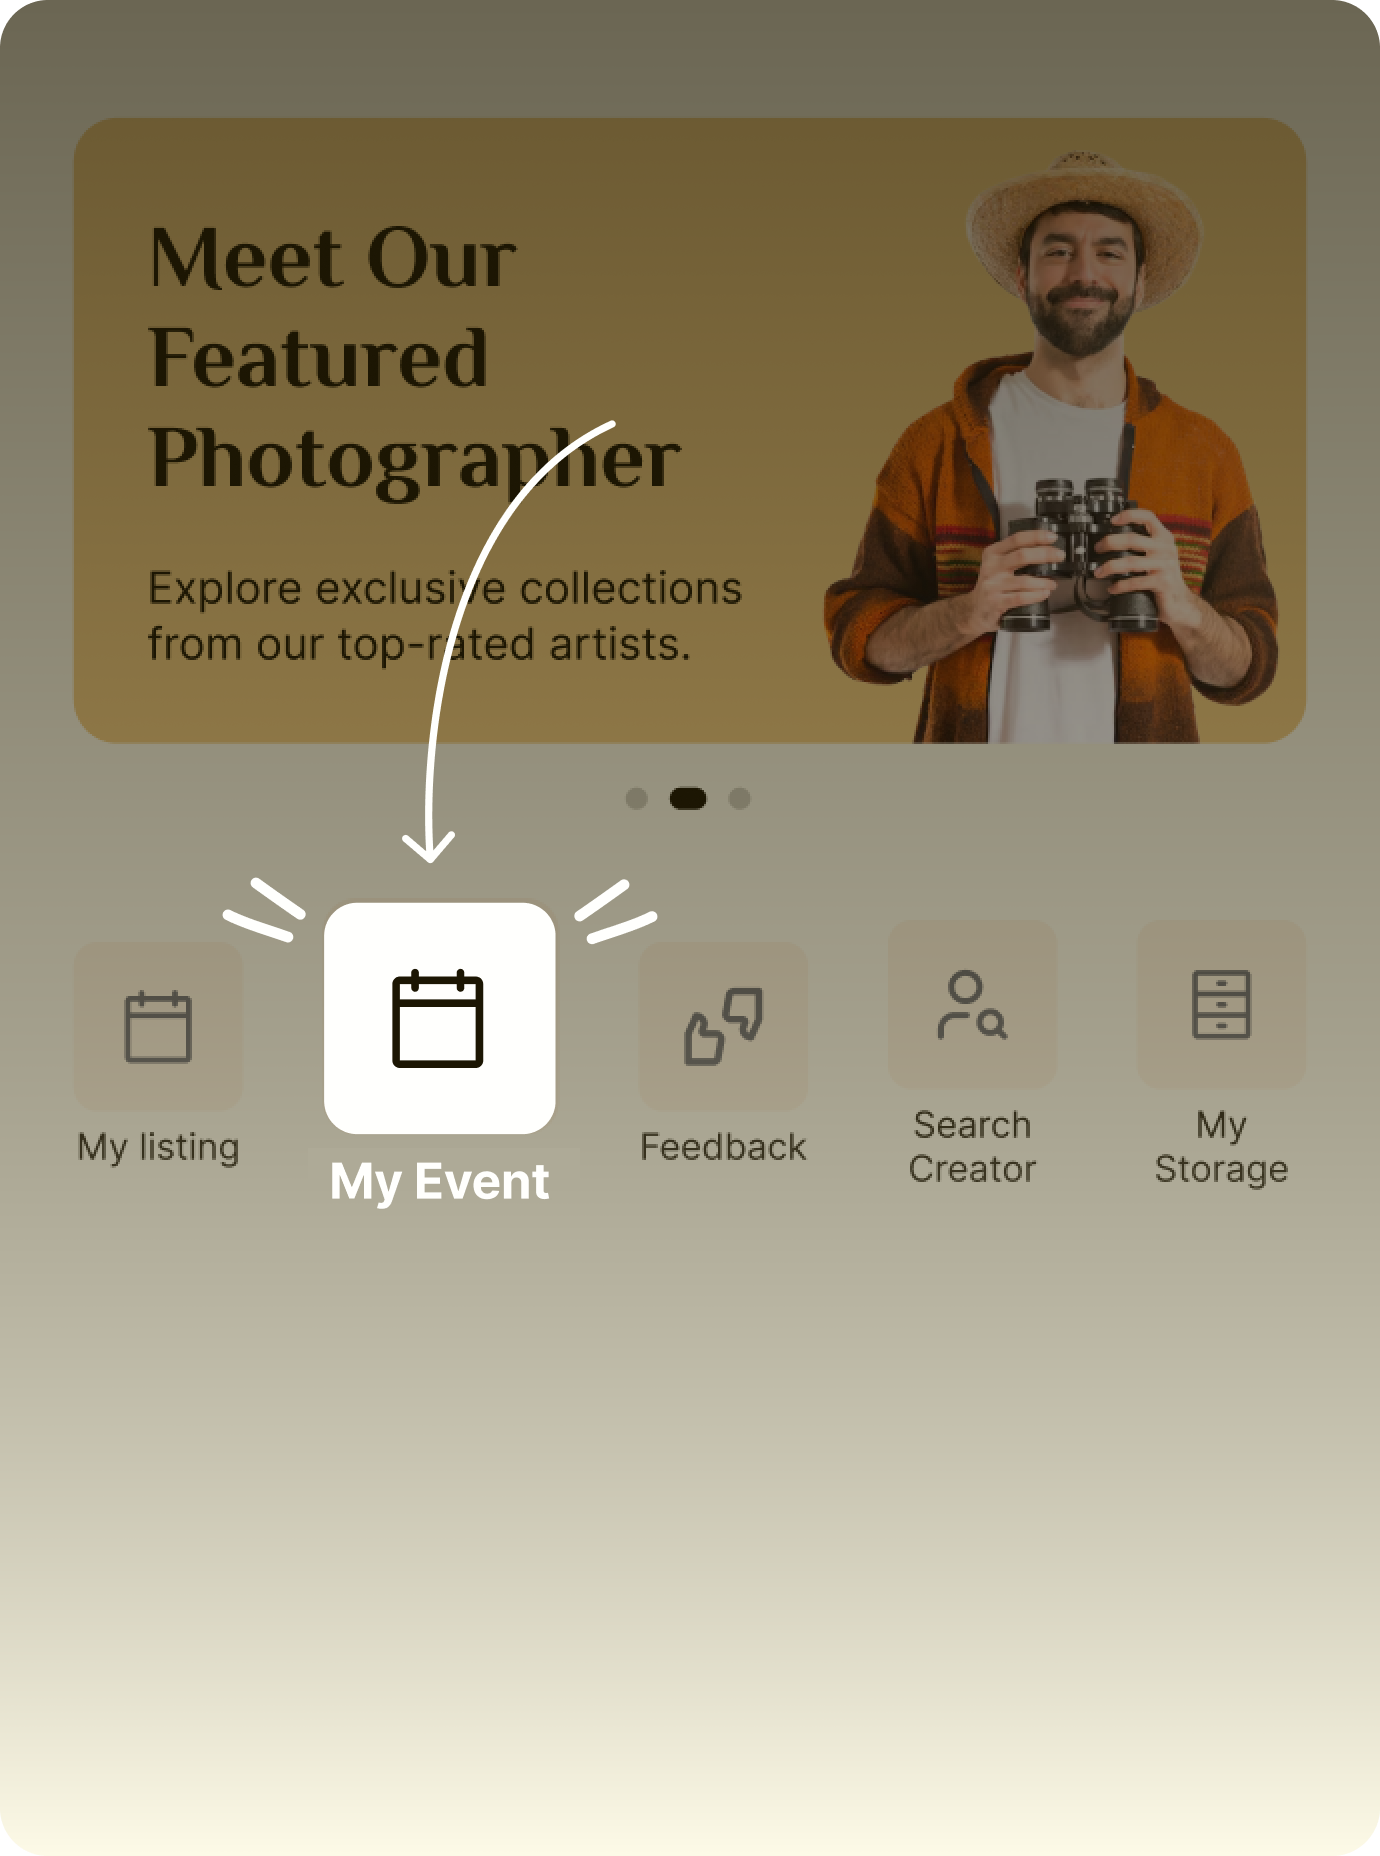 Meet Our
Featured
Photographer
Explore exclusive collections
from our top-rated artists.
My listing
My Event
Feedback
Search
Creator
My
Storage